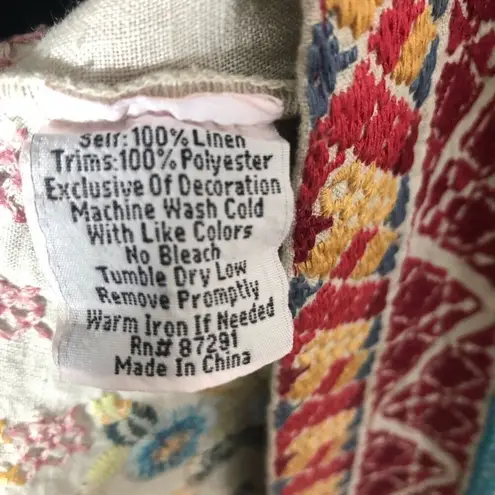 Self: 100% Linen
Trims: 100% Polyester
Exclusive Of Decoration
Machine Wash Cold
With Like Colors
No Bleach
Tumble Dry Low
Remove Promptly
Warm Iron If Needed
Rn# 87291
Made In China